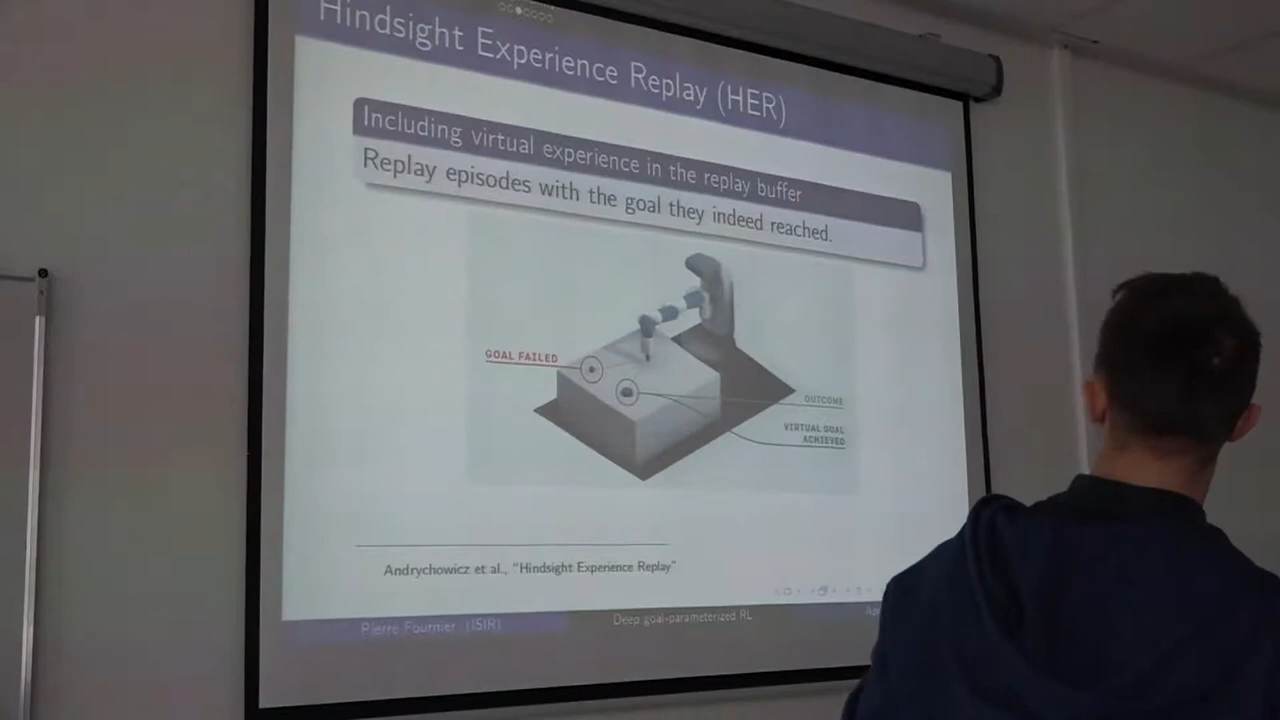 Hindsight Experience Replay (HER)
Including virtual experience in the replay buffer
Replay episodes with the goal they indeed reached.
GOAL FAILED
OUTCOME
VIRTUAL GOAL
ACHIEVED
Andrychowicz et al., “Hindsight Experience Replay”
Pierre Fournier (ISIR)
Deep goal-parameterized RL